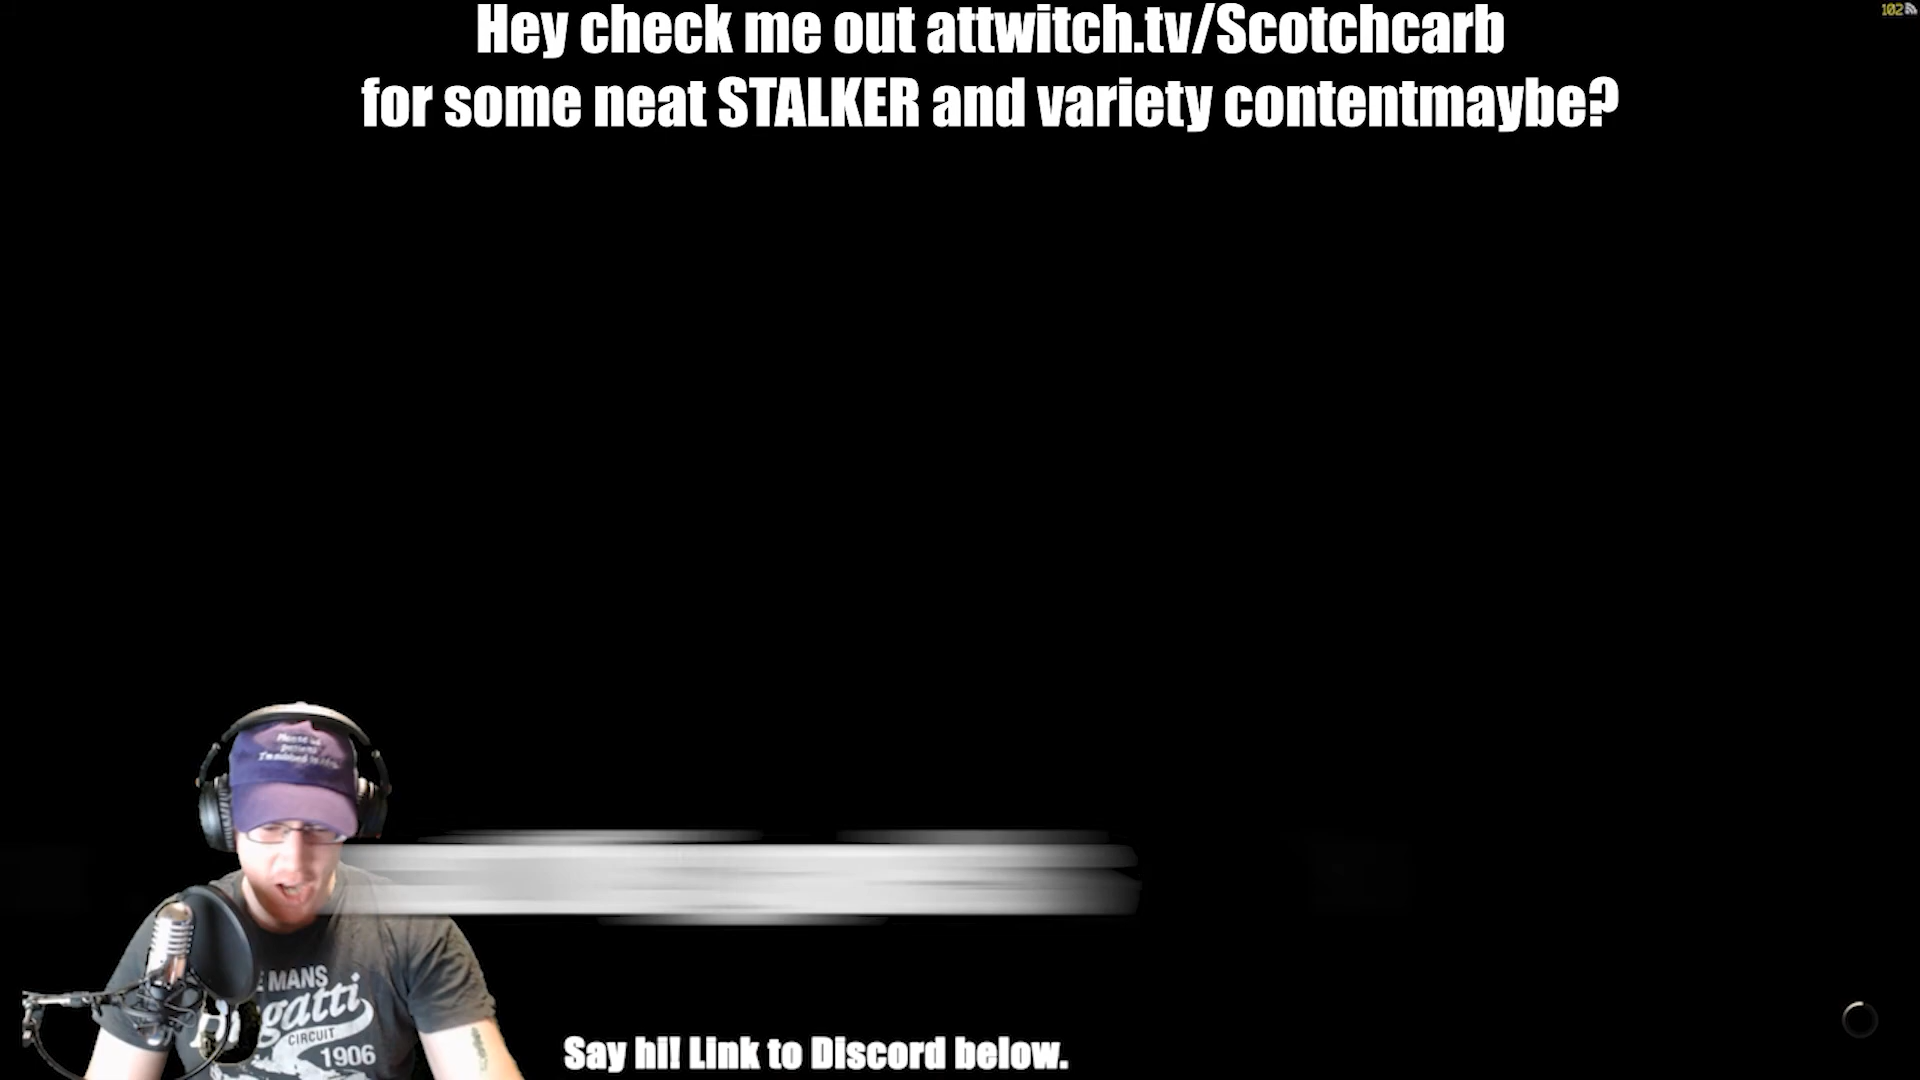 102
Hey check me out attwitch.tv/Scotchcarb
for some neat STALKER and variety contentmaybe?
MANS
CIRCUIT
1906
Say hi! Link to DIscord below.